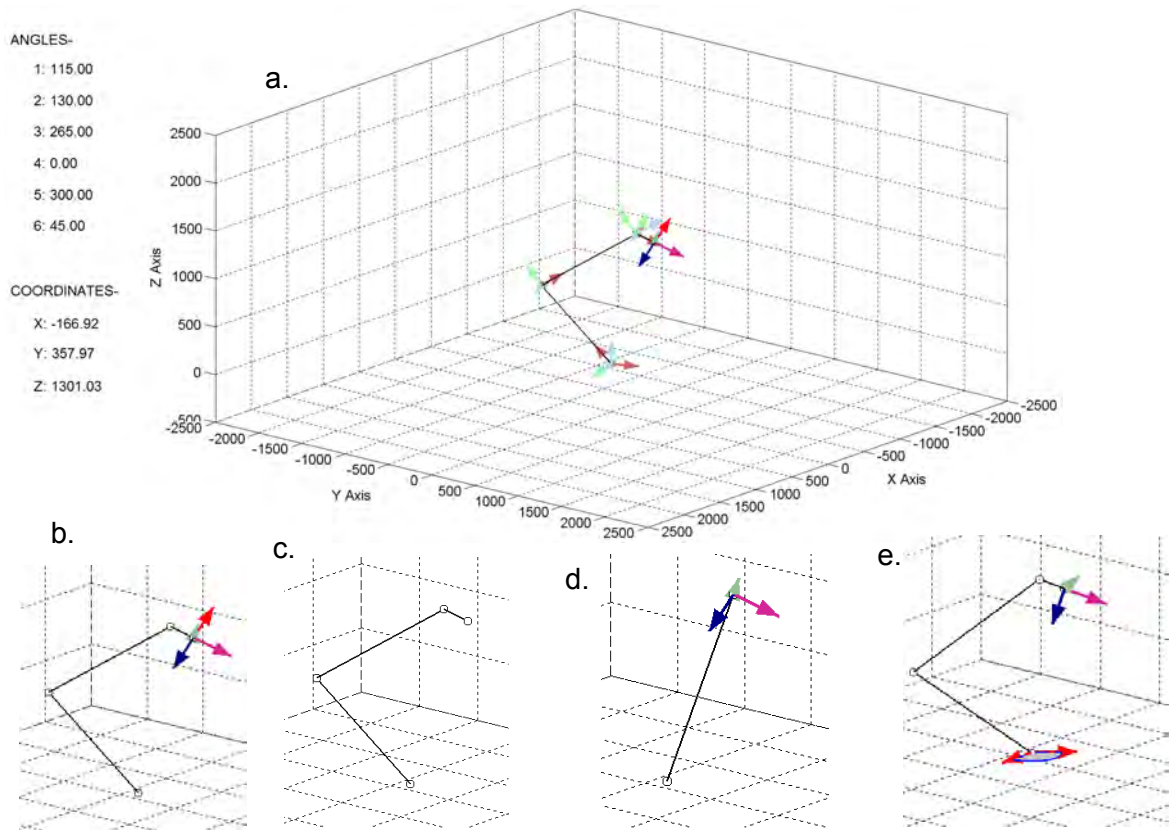 ANGLES-
1: 115.00
2: 130.00
3: 265.00
4: 0.00
5: 300.00
6: 45.00
COORDINATES-
X: -166.92
Y: 357.97
Z: 1301.03
a.
2500
2000
1500
1000
500
0
-500
Z Axis
-2500
-2000
-1500
-1000
-500
0
500
1000
1500
2000
2500
Y Axis
2500
2000
1500
1000
500
0
-500
-1000
-1500
-2000
-2500
X Axis
b.
c.
d.
e.